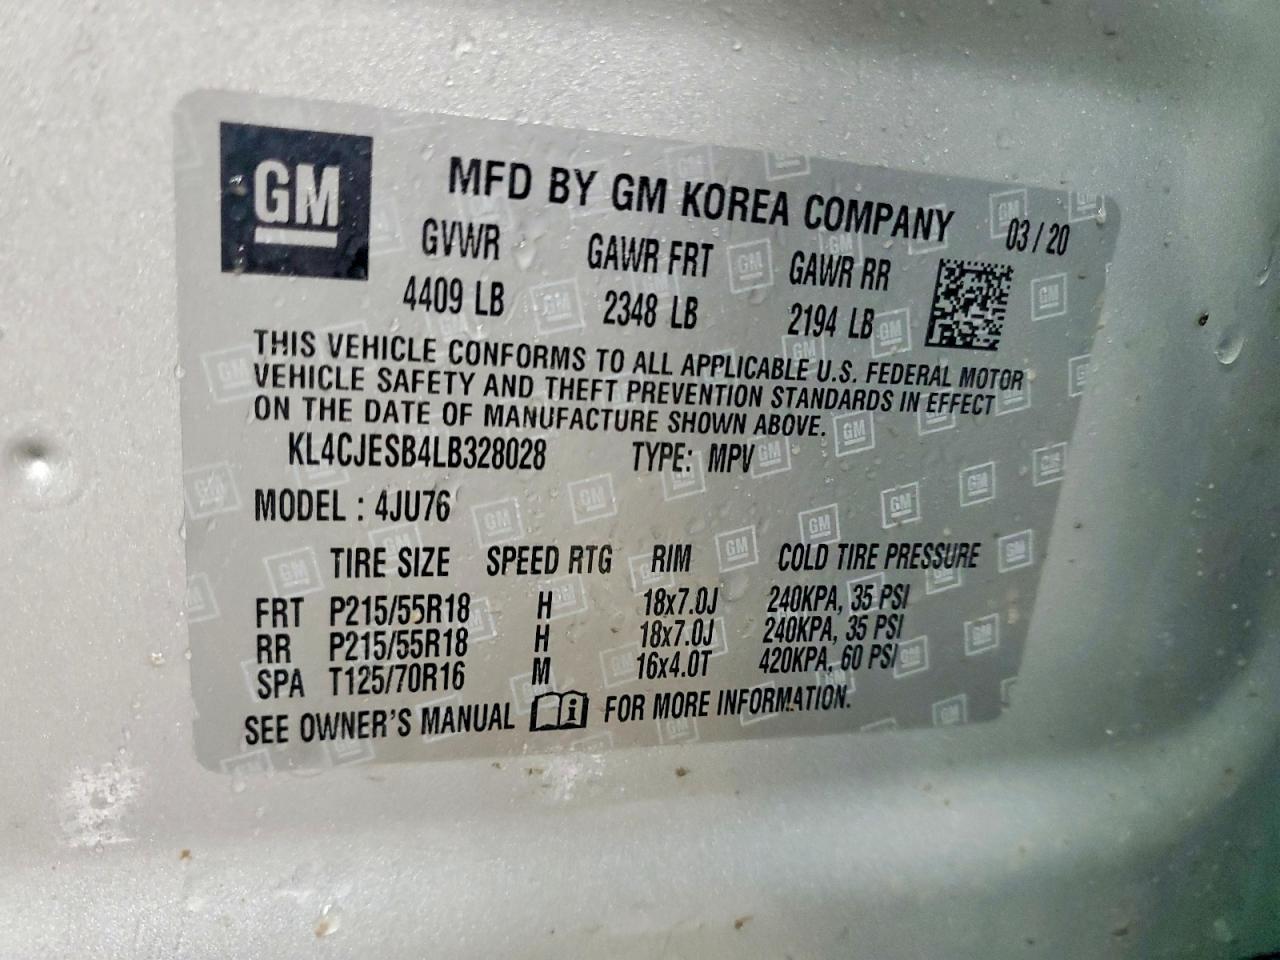 GM
MFD BY GM KOREA COMPANY 03/20
GVWR GAWR FRT GAWR RR
4409 LB 2348 LB 2194 LB
THIS VEHICLE CONFORMS TO ALL APPLICABLE U.S. FEDERAL MOTOR
VEHICLE SAFETY AND THEFT PREVENTION STANDARDS IN EFFECT
ON THE DATE OF MANUFACTURE SHOWN ABOVE.
KL4CJESB4LB328028 TYPE: MPV
MODEL : 4JU76
TIRE SIZE SPEED RTG RIM COLD TIRE PRESSURE
FRT P215/55R18 H 18x7.0J 240KPA, 35 PSI
RR P215/55R18 H 18x7.0J 240KPA, 35 PSI
SPA T125/70R16 M 16x4.0T 420KPA, 60 PSI
SEE OWNER'S MANUAL i FOR MORE INFORMATION.